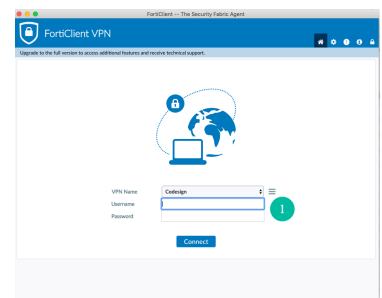 FortiClient -- The Security Fabric Agent
FortiClient VPN
Upgrade to the full version to access additional features and receive technical support.
VPN Name Codesign
Username
1
Password
Connect